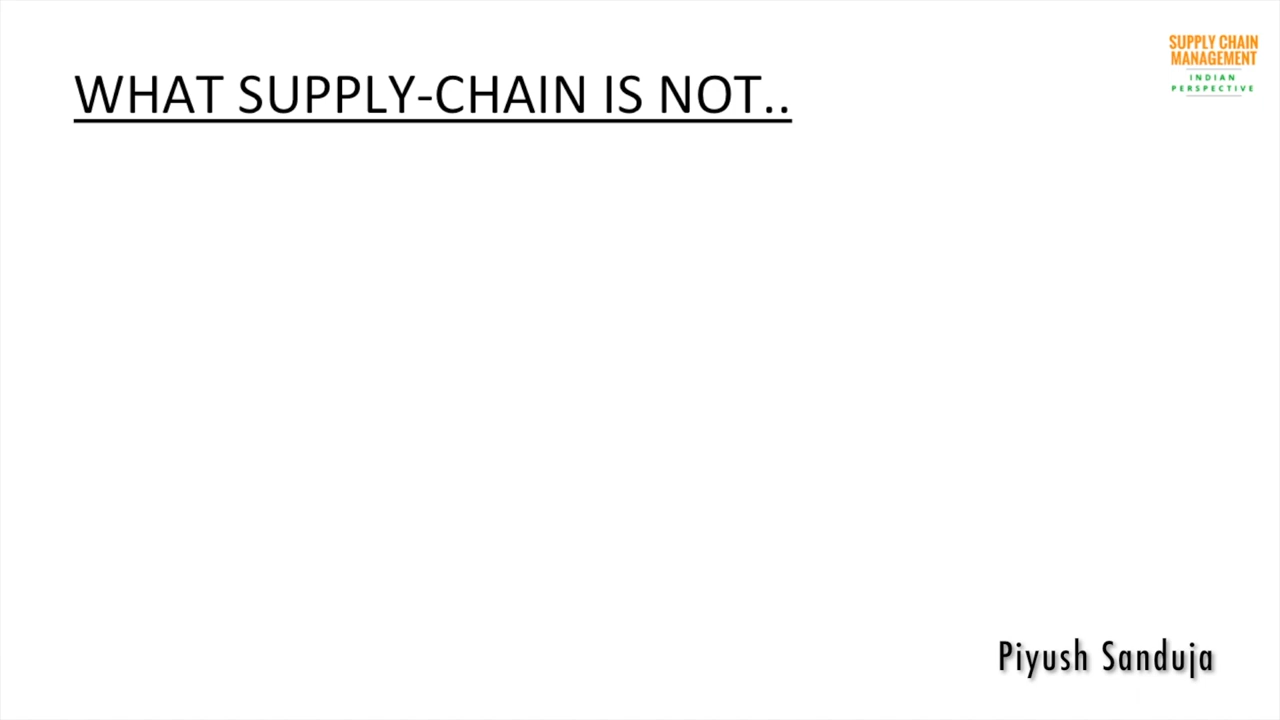 SUPPLY CHAIN
MANAGEMENT
INDIAN
PERSPECTIVE
WHAT SUPPLY-CHAIN IS NOT..
Piyush Sanduja